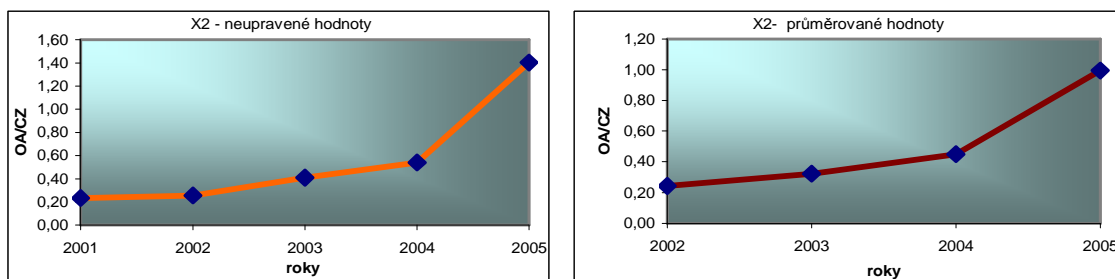 X2 - neupravené hodnoty
1,60
1,40
1,20
1,00
0,80
0,60
0,40
0,20
0,00
OA/CZ
2001 2002 2003 2004 2005
roky
X2- průměrované hodnoty
1,20
1,00
0,80
0,60
0,40
0,20
0,00
OA/CZ
2002 2003 2004 2005
roky